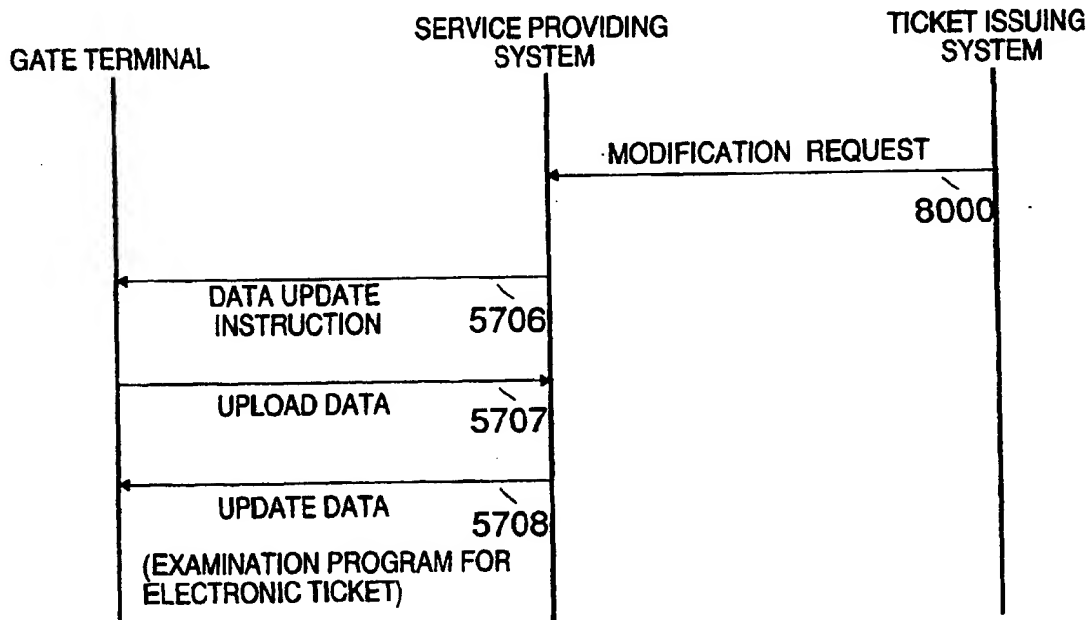 GATE TERMINAL
SERVICE PROVIDING
SYSTEM
TICKET ISSUING
SYSTEM
MODIFICATION REQUEST
8000
DATA UPDATE
INSTRUCTION
5706
UPLOAD DATA
5707
UPDATE DATA
5708
(EXAMINATION PROGRAM FOR
ELECTRONIC TICKET)